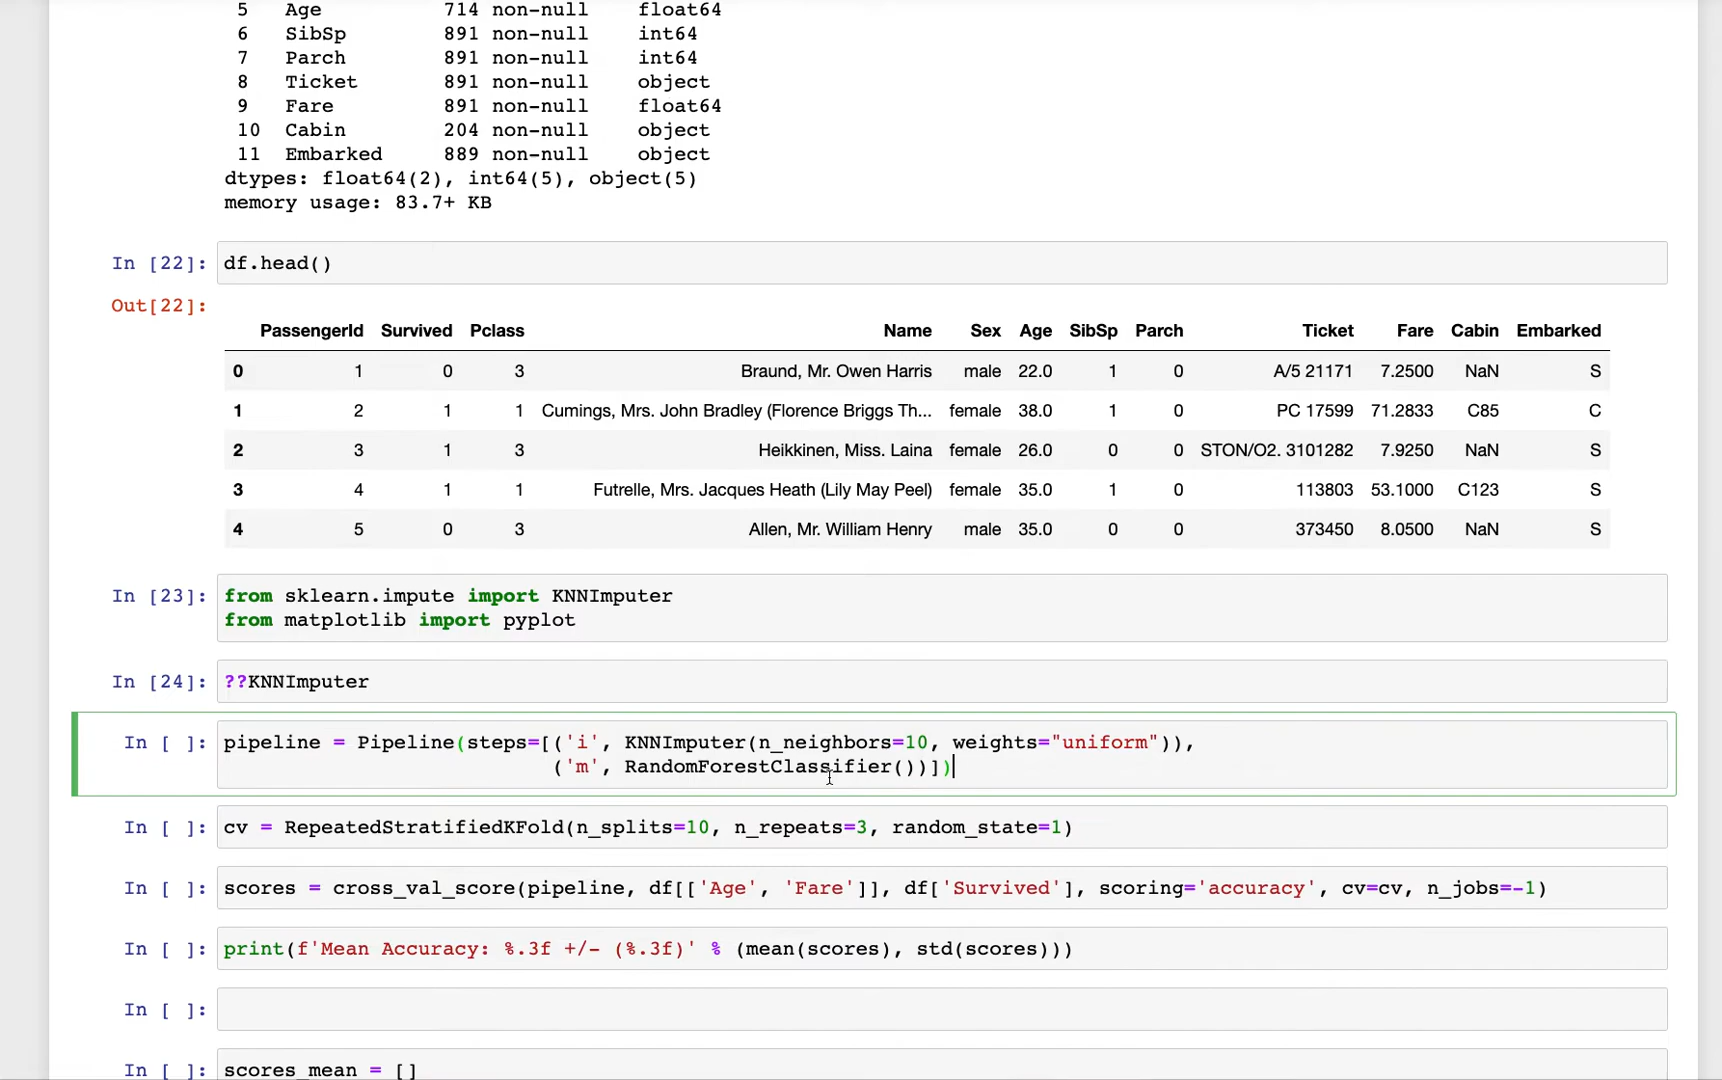 5 Age 714 non-null float64
6 SibSp 891 non-null int64
7 Parch 891 non-null int64
8 Ticket 891 non-null object
9 Fare 891 non-null float64
10 Cabin 204 non-null object
11 Embarked 889 non-null object
dtypes: float64(2), int64(5), object(5)
memory usage: 83.7+ KB
In [22]: df.head()
Out[22]:
PassengerId Survived Pclass Name Sex Age SibSp Parch Ticket Fare Cabin Embarked
0 1 0 3 Braund, Mr. Owen Harris male 22.0 1 0 A/5 21171 7.2500 NaN S
1 2 1 1 Cumings, Mrs. John Bradley (Florence Briggs Th... female 38.0 1 0 PC 17599 71.2833 C85 C
2 3 1 3 Heikkinen, Miss. Laina female 26.0 0 0 STON/O2. 3101282 7.9250 NaN S
3 4 1 1 Futrelle, Mrs. Jacques Heath (Lily May Peel) female 35.0 1 0 113803 53.1000 C123 S
4 5 0 3 Allen, Mr. William Henry male 35.0 0 0 373450 8.0500 NaN S
In [23]: from sklearn.impute import KNNImputer
from matplotlib import pyplot
In [24]: ??KNNImputer
In [ ]: pipeline = Pipeline(steps=[('i', KNNImputer(n_neighbors=10, weights="uniform")),
('m', RandomForestClassifier())])
In [ ]: cv = RepeatedStratifiedKFold(n_splits=10, n_repeats=3, random_state=1)
In [ ]: scores = cross_val_score(pipeline, df[['Age', 'Fare']], df['Survived'], scoring='accuracy', cv=cv, n_jobs=-1)
In [ ]: print(f'Mean Accuracy: %.3f +/- (%.3f)' % (mean(scores), std(scores)))
In [ ]:
In [ ]: scores_mean = []